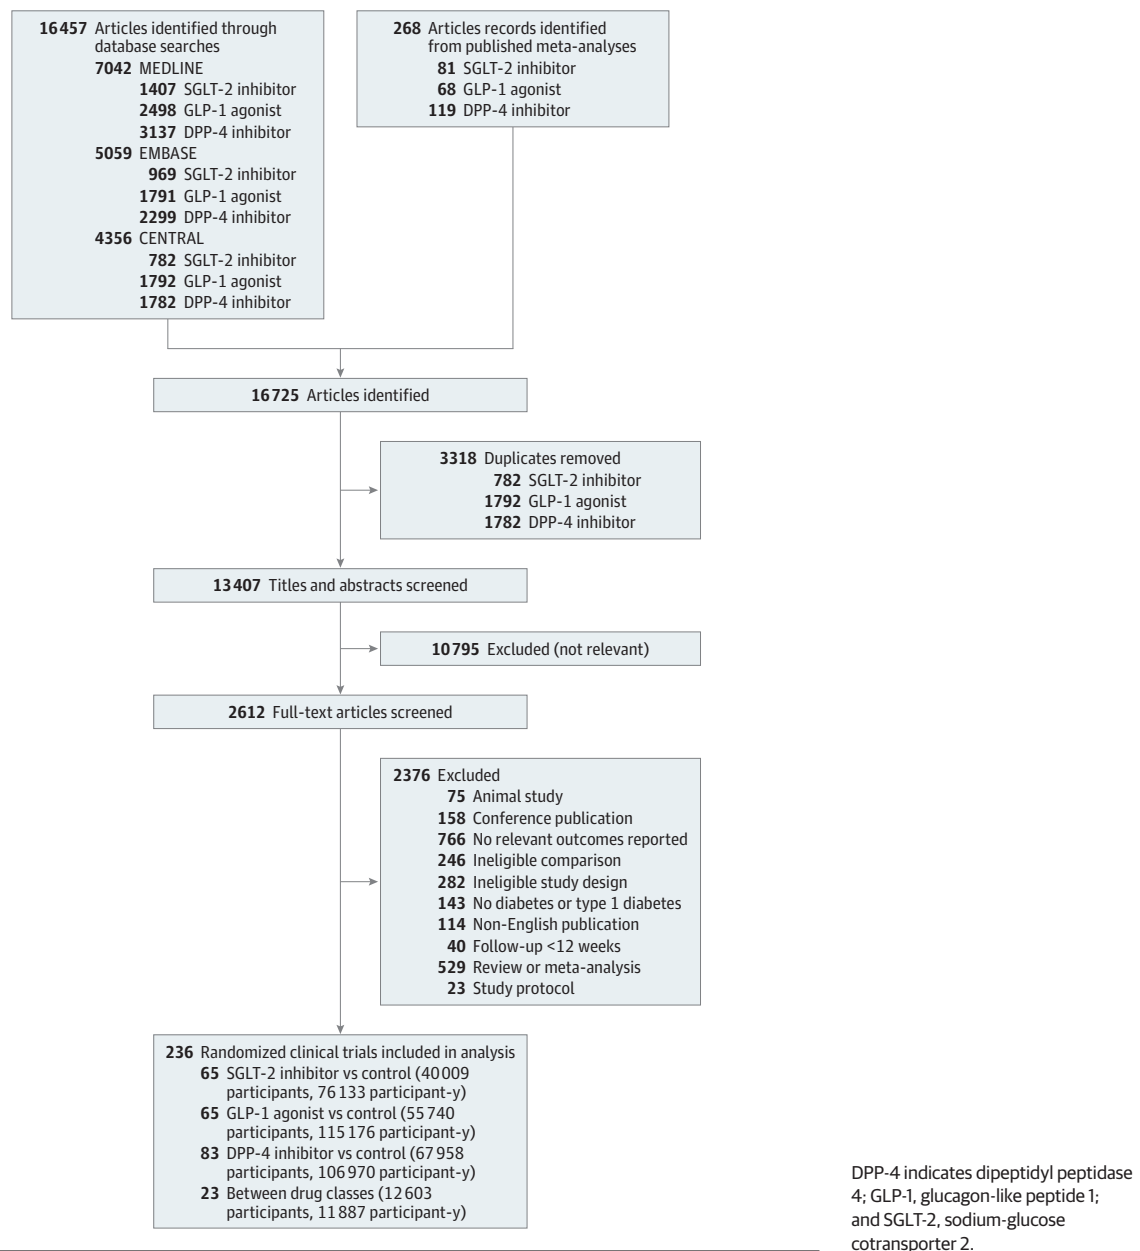 16457 Articles identified through
database searches
7042 MEDLINE
1407 SGLT-2 inhibitor
2498 GLP-1 agonist
3137 DPP-4 inhibitor
5059 EMBASE
969 SGLT-2 inhibitor
1791 GLP-1 agonist
2299 DPP-4 inhibitor
4356 CENTRAL
782 SGLT-2 inhibitor
1792 GLP-1 agonist
1782 DPP-4 inhibitor
268 Articles records identified
from published meta-analyses
81 SGLT-2 inhibitor
68 GLP-1 agonist
119 DPP-4 inhibitor
16725 Articles identified
3318 Duplicates removed
782 SGLT-2 inhibitor
1792 GLP-1 agonist
1782 DPP-4 inhibitor
13407 Titles and abstracts screened
10795 Excluded (not relevant)
2612 Full-text articles screened
2376 Excluded
75 Animal study
158 Conference publication
766 No relevant outcomes reported
246 Ineligible comparison
282 Ineligible study design
143 No diabetes or type 1 diabetes
114 Non-English publication
40 Follow-up <12 weeks
529 Review or meta-analysis
23 Study protocol
236 Randomized clinical trials included in analysis
65 SGLT-2 inhibitor vs control (40009
participants, 76133 participant-y)
65 GLP-1 agonist vs control (55740
participants, 115176 participant-y)
83 DPP-4 inhibitor vs control (67958
participants, 106970 participant-y)
23 Between drug classes (12603
participants, 11887 participant-y)
DPP-4 indicates dipeptidyl peptidase
4; GLP-1, glucagon-like peptide 1;
and SGLT-2, sodium-glucose
cotransporter 2.